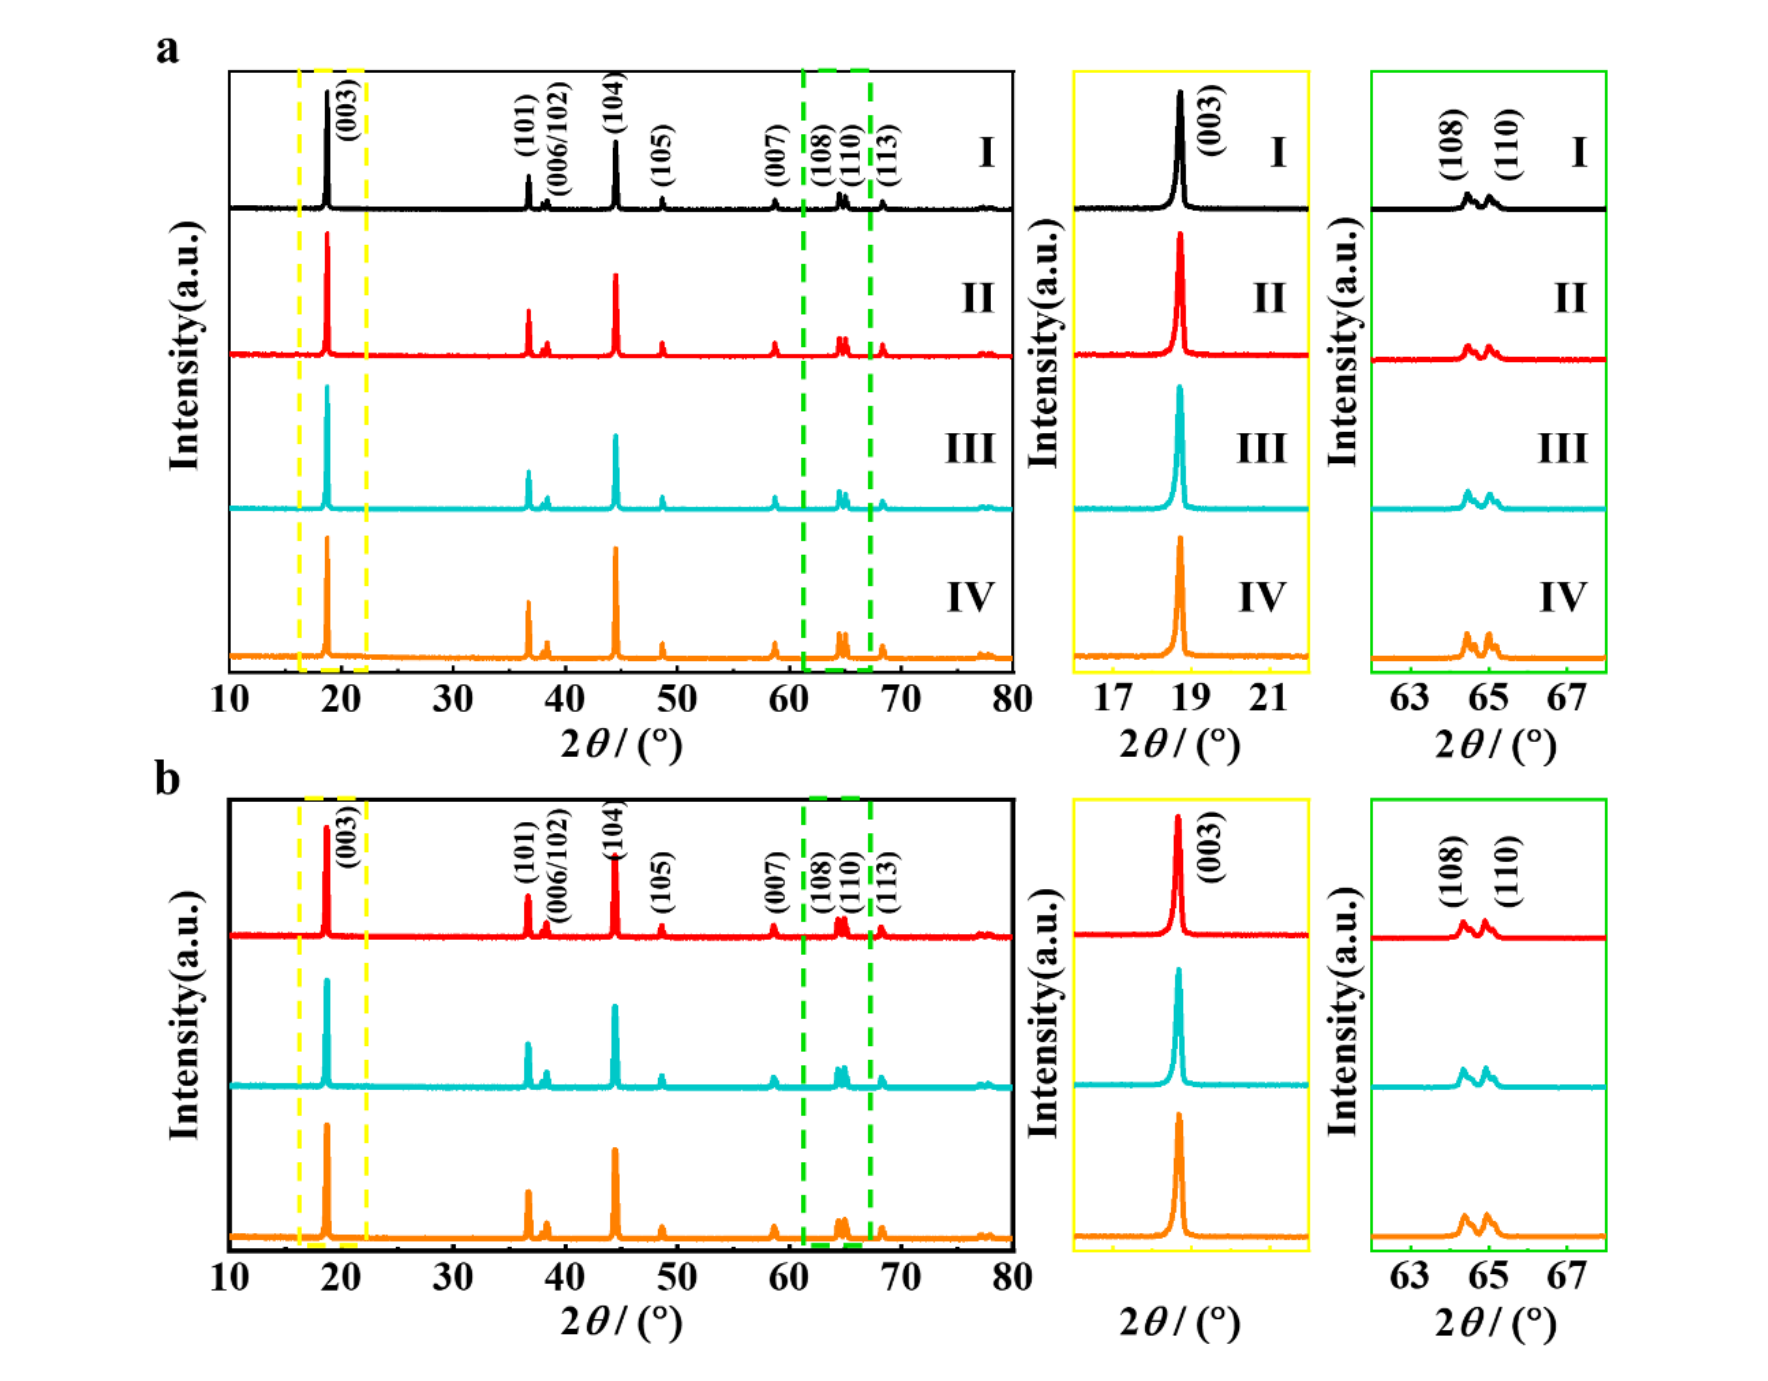 a
(003)
(101)
(006/102)
(104)
(105)
(007)
(108)
(110)
(113)
I
II
III
IV
Intensity(a.u.)
10 20 30 40 50 60 70 80
2θ / (°)
(003)
I
II
III
IV
Intensity(a.u.)
17 19 21
2θ / (°)
(108)
(110)
I
II
III
IV
Intensity(a.u.)
63 65 67
2θ / (°)
b
(003)
(101)
(006/102)
(104)
(105)
(007)
(108)
(110)
(113)
Intensity(a.u.)
10 20 30 40 50 60 70 80
2θ / (°)
(003)
Intensity(a.u.)
2θ / (°)
(108)
(110)
Intensity(a.u.)
63 65 67
2θ / (°)